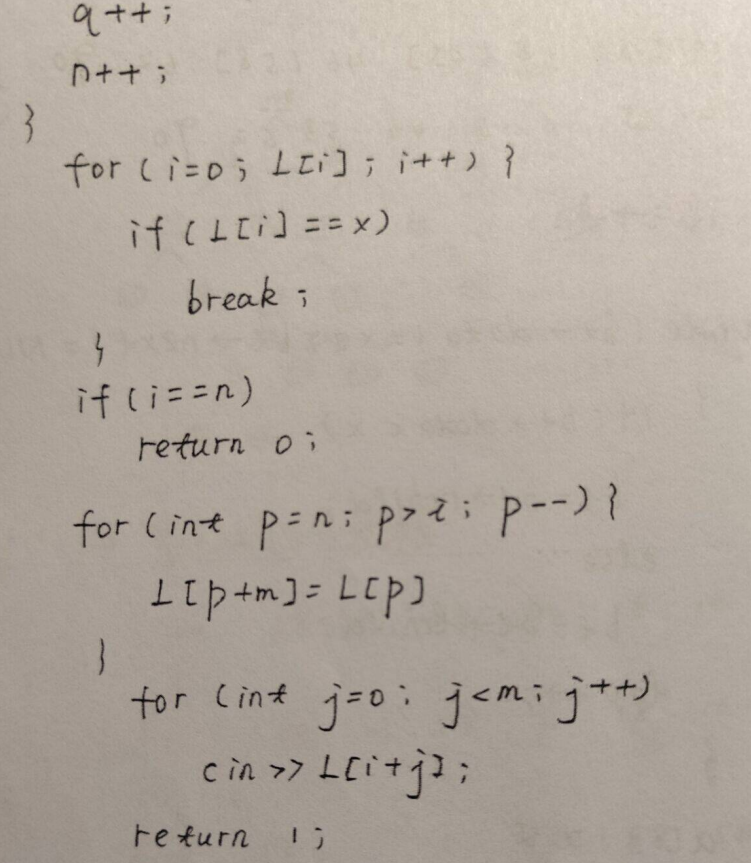 q++;
n++;
}
for (i=0; L[i]; i++) {
if (L[i]==x)
break;
}
if (i==n)
return 0;
for (int p=n; p>i; p--) {
L[p+m]=L[p]
}
for (int j=0; j<m; j++)
cin >> L[i+j];
return 1;